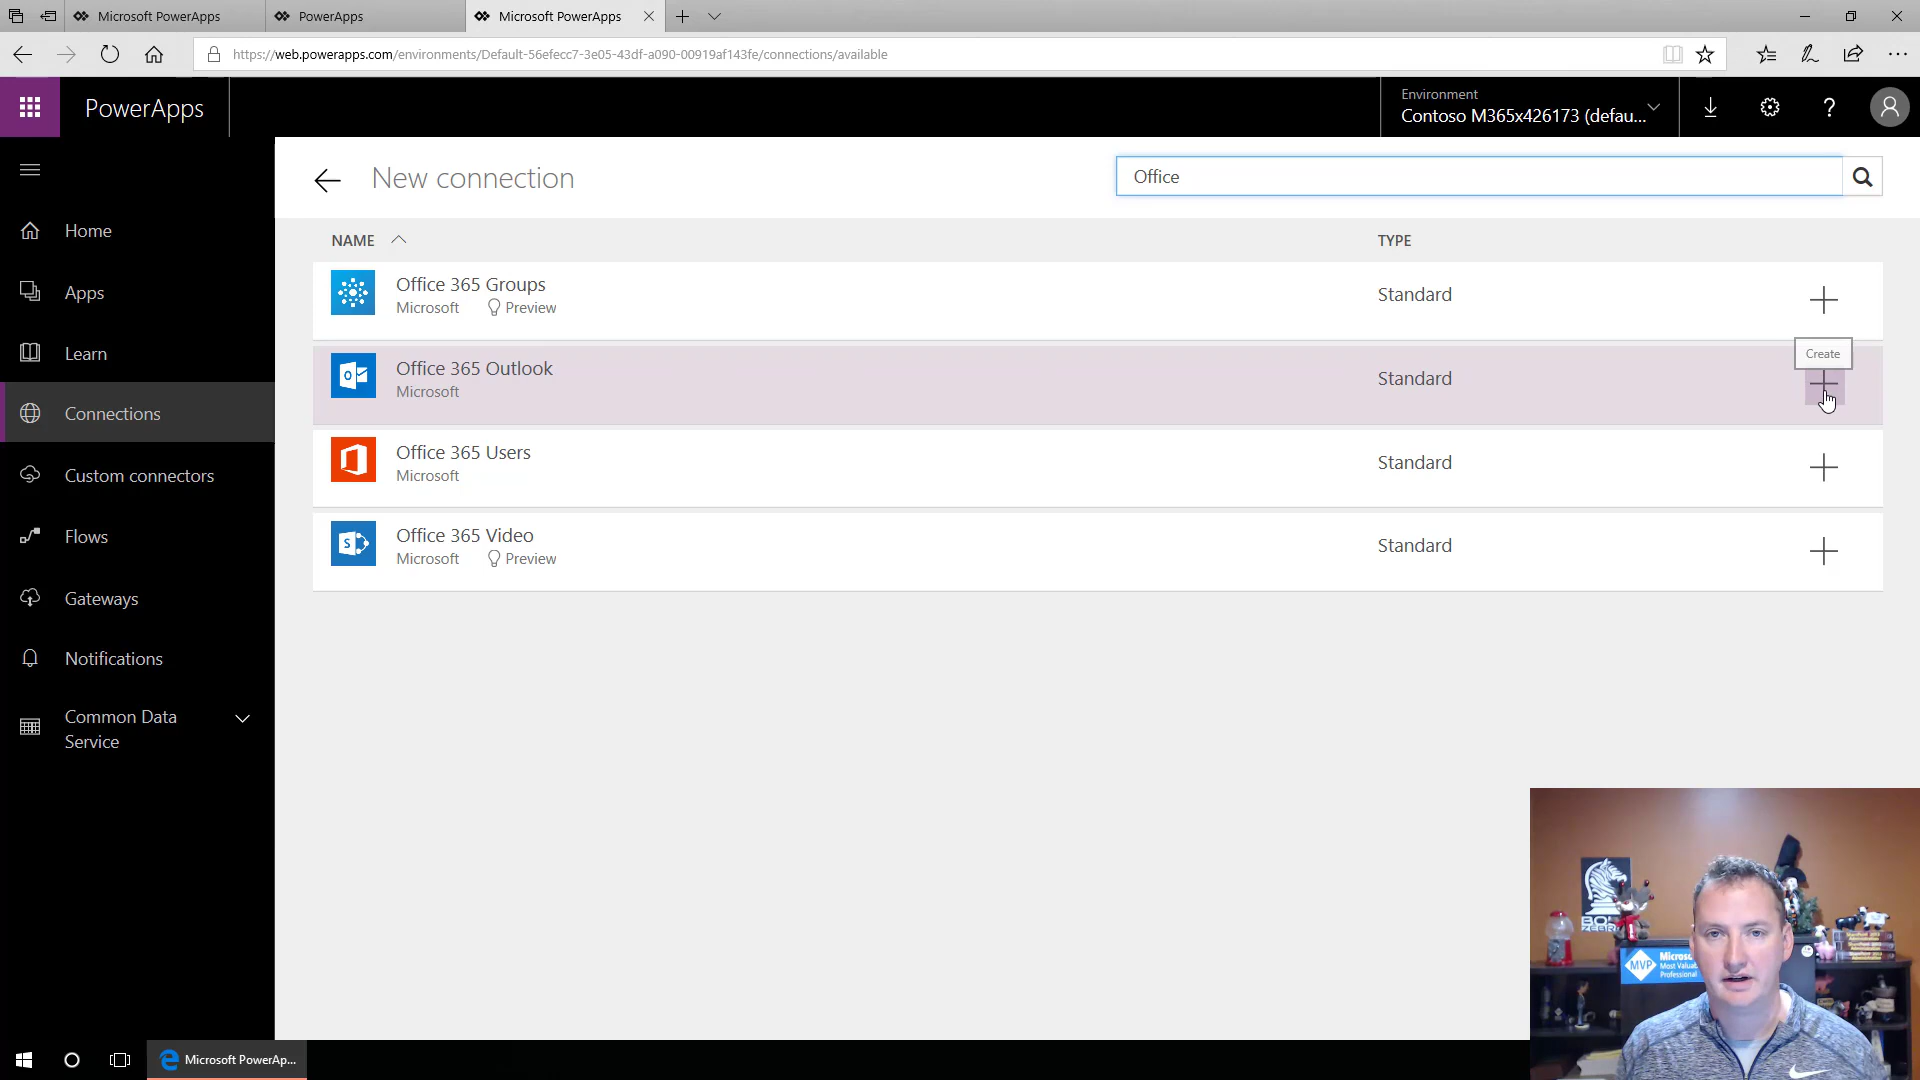 Microsoft PowerApps
PowerApps
Microsoft PowerApps
https://web.powerapps.com/environments/Default-56efecc7-3e05-43df-a090-00919af143fe/connections/available
PowerApps
Environment
Contoso M365x426173 (defau...
?
New connection
Office
Home
Apps
Learn
Connections
Custom connectors
Flows
Gateways
Notifications
Common Data
Service
NAME
TYPE
Office 365 Groups
Microsoft
Preview
Standard
Create
Office 365 Outlook
Microsoft
Standard
Office 365 Users
Microsoft
Standard
Office 365 Video
Microsoft
Preview
Standard
MVP
Most
Professional
Microsoft PowerAp...